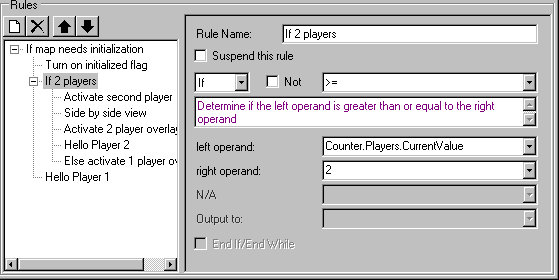 Rules
If map needs initialization
Turn on initialized flag
If 2 players
Activate second player
Side by side view
Activate 2 player overlay
Hello Player 2
Else activate 1 player ov
Hello Player 1
Rule Name:
If 2 players
Suspend this rule
If
Not
>=
Determine if the left operand is greater than or equal to the right
operand
left operand:
Counter.Players.CurrentValue
right operand:
2
N/A
Output to:
End If/End While